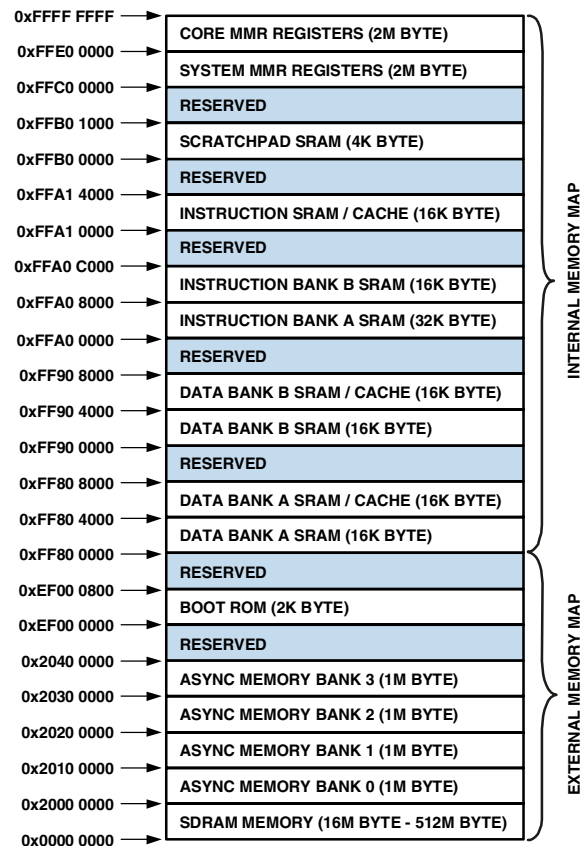 0xFFFF FFFF
CORE MMR REGISTERS (2M BYTE)
0xFFE0 0000
SYSTEM MMR REGISTERS (2M BYTE)
0xFFC0 0000
RESERVED
0xFFB0 1000
SCRATCHPAD SRAM (4K BYTE)
0xFFB0 0000
RESERVED
0xFFA1 4000
INSTRUCTION SRAM / CACHE (16K BYTE)
0xFFA1 0000
RESERVED
0xFFA0 C000
INSTRUCTION BANK B SRAM (16K BYTE)
0xFFA0 8000
INSTRUCTION BANK A SRAM (32K BYTE)
0xFFA0 0000
RESERVED
0xFF90 8000
DATA BANK B SRAM / CACHE (16K BYTE)
0xFF90 4000
DATA BANK B SRAM (16K BYTE)
0xFF90 0000
RESERVED
0xFF80 8000
DATA BANK A SRAM / CACHE (16K BYTE)
0xFF80 4000
DATA BANK A SRAM (16K BYTE)
0xFF80 0000
RESERVED
0xEF00 0800
BOOT ROM (2K BYTE)
0xEF00 0000
RESERVED
0x2040 0000
ASYNC MEMORY BANK 3 (1M BYTE)
0x2030 0000
ASYNC MEMORY BANK 2 (1M BYTE)
0x2020 0000
ASYNC MEMORY BANK 1 (1M BYTE)
0x2010 0000
ASYNC MEMORY BANK 0 (1M BYTE)
0x2000 0000
SDRAM MEMORY (16M BYTE - 512M BYTE)
0x0000 0000
INTERNAL MEMORY MAP
EXTERNAL MEMORY MAP